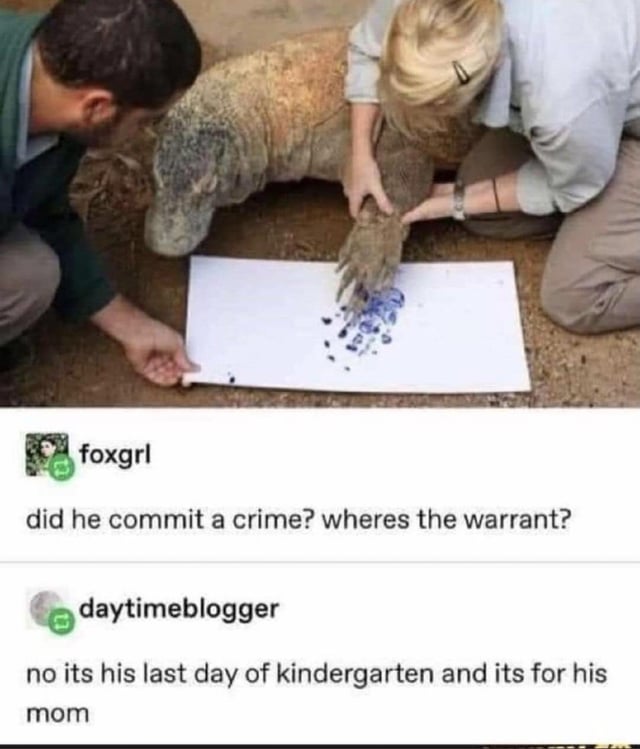 foxgrl
did he commit a crime? wheres the warrant?
daytimeblogger
no its his last day of kindergarten and its for his
mom